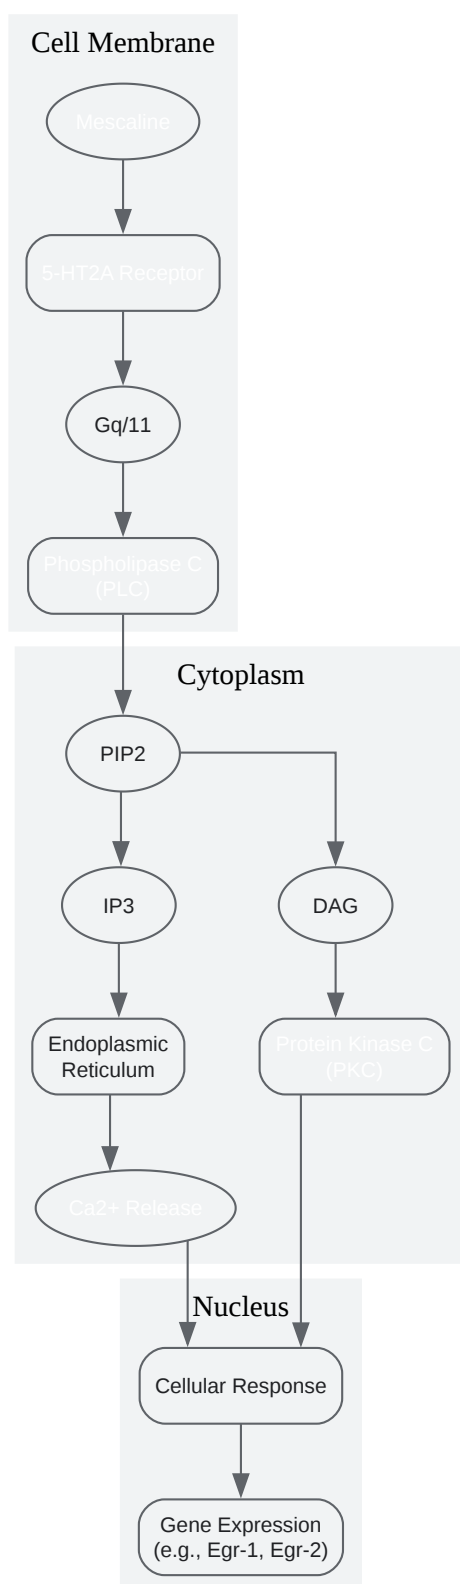 Cell Membrane
Mescaline
5-HT2A Receptor
Gq/11
Phospholipase C
(PLC)
Cytoplasm
PIP2
IP3
DAG
Endoplasmic
Reticulum
Protein Kinase C
(PKC)
Ca2+ Release
Nucleus
Cellular Response
Gene Expression
(e.g., Egr-1, Egr-2)